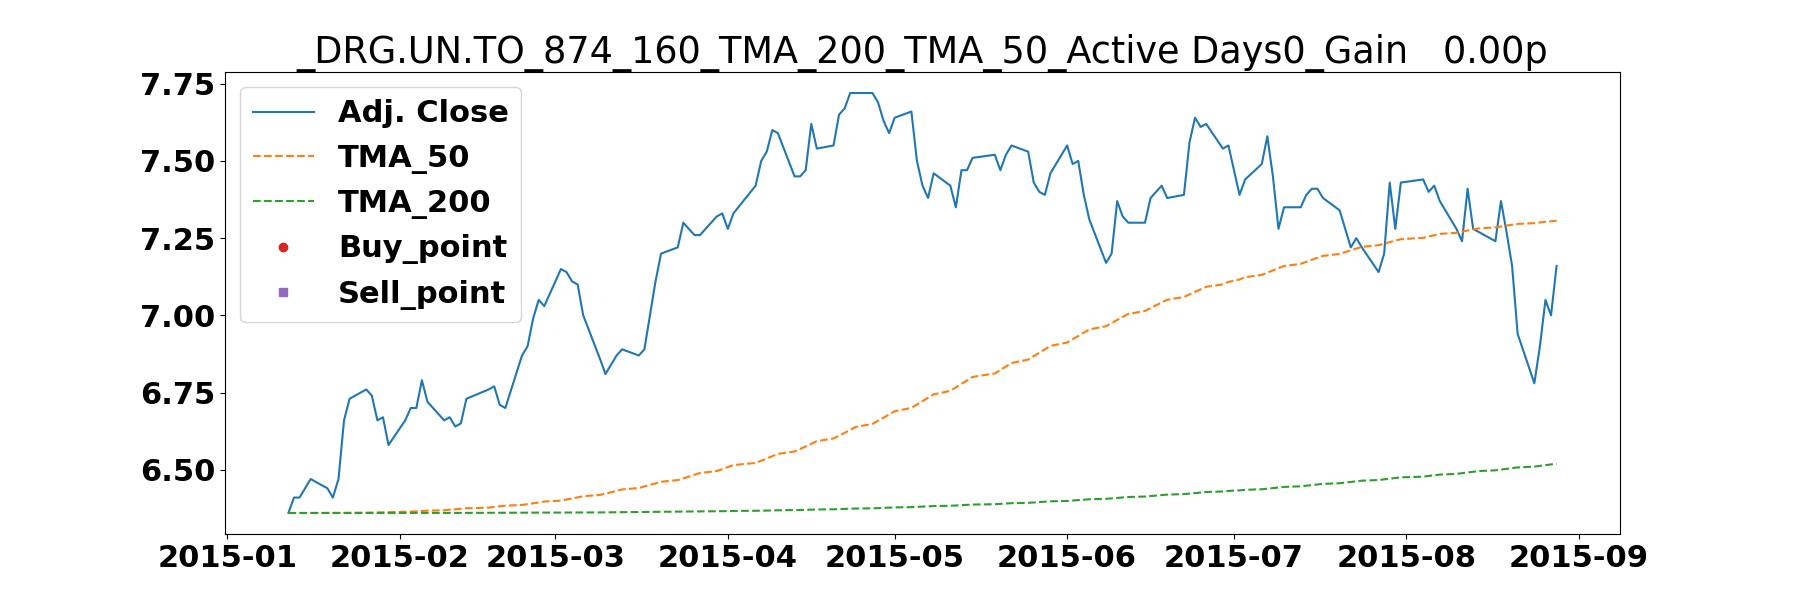 _DRG.UN.TO_874_160_TMA_200_TMA_50_Active Days0_Gain   0.00p
7.75
7.50
7.25
7.00
6.75
6.50
Adj. Close
TMA_50
TMA_200
Buy_point
Sell_point
2015-01 2015-02 2015-03 2015-04 2015-05 2015-06 2015-07 2015-08 2015-09